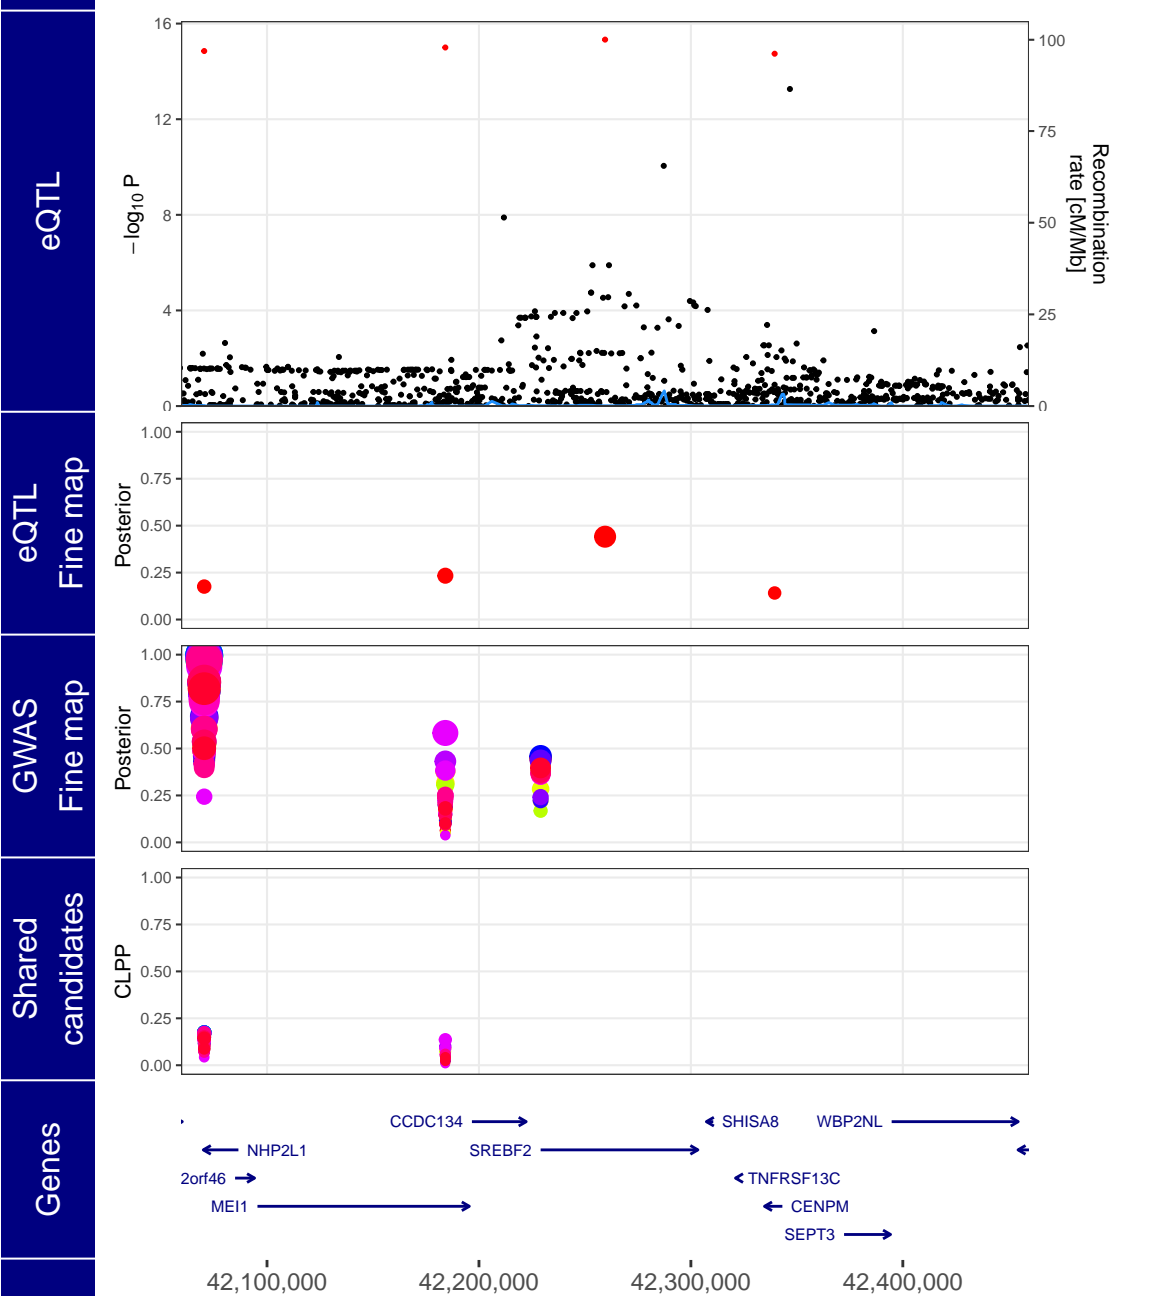 eQTL
−log10 P
16
12
8
4
0
100
75
50
25
0
Recombination
rate [cM/Mb]
eQTL
Fine map
Posterior
1.00
0.75
0.50
0.25
0.00
GWAS
Fine map
Posterior
1.00
0.75
0.50
0.25
0.00
Shared
candidates
CLPP
1.00
0.75
0.50
0.25
0.00
Genes
CCDC134
SHISA8
WBP2NL
NHP2L1
SREBF2
2orf46
TNFRSF13C
MEI1
CENPM
SEPT3
42,100,000
42,200,000
42,300,000
42,400,000